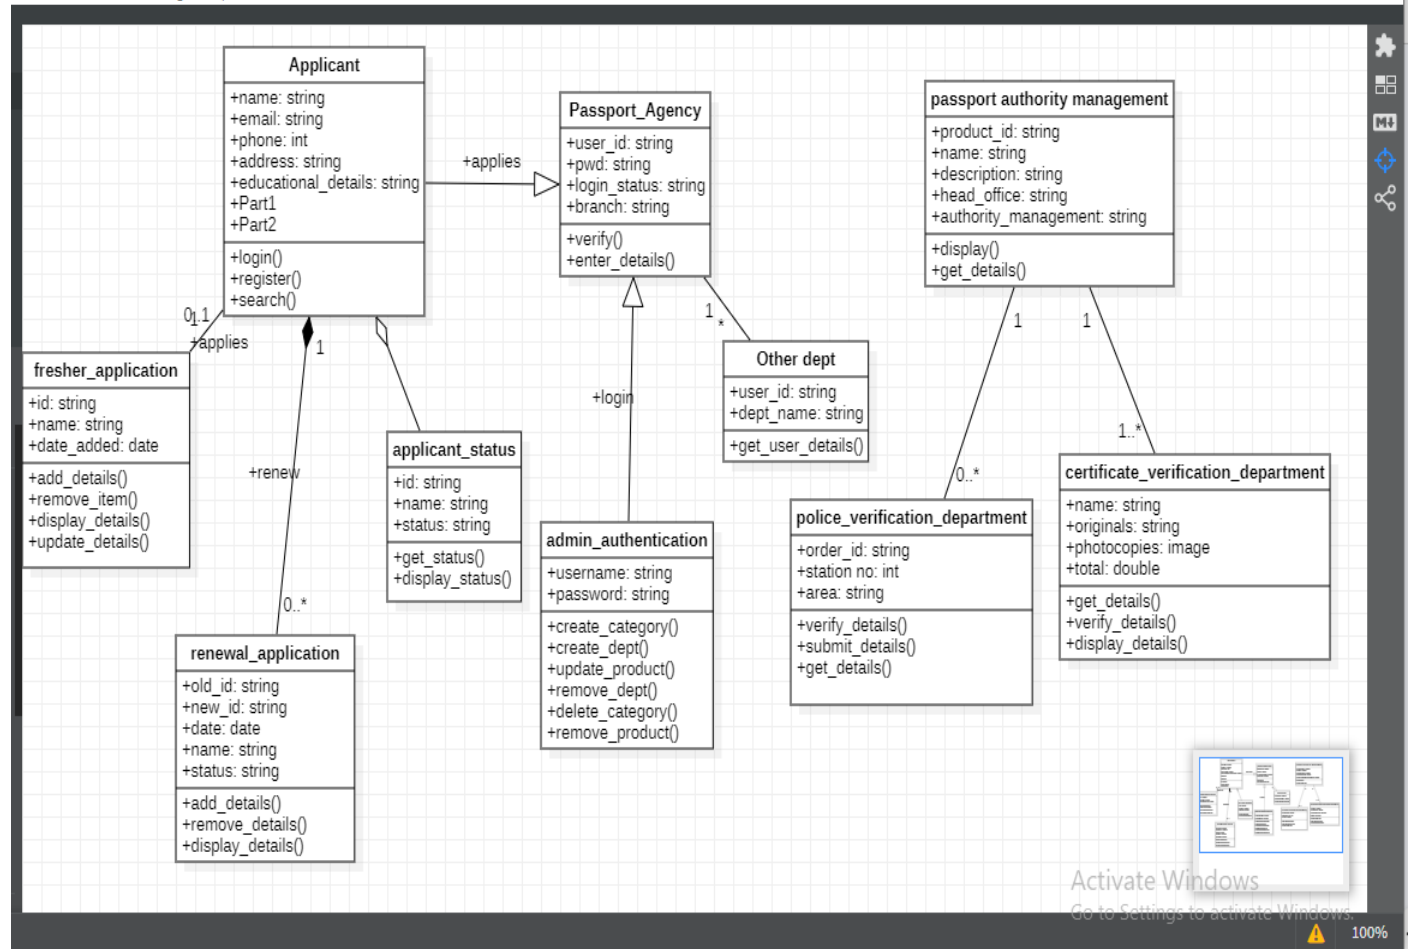 Applicant
+name: string
+email: string
+phone: int
+address: string
+educational_details: string
+Part1
+Part2
+login()
+register()
+search()
+applies
Passport_Agency
+user_id: string
+pwd: string
+login_status: string
+branch: string
+verify()
+enter_details()
passport authority management
+product_id: string
+name: string
+description: string
+head_office: string
+authority_management: string
+display()
+get_details()
0..1
1
+applies
1
1
*
1
1
fresher_application
+id: string
+name: string
+date_added: date
+add_details()
+remove_item()
+display_details()
+update_details()
+renew
0..*
applicant_status
+id: string
+name: string
+status: string
+get_status()
+display_status()
+login
Other dept
+user_id: string
+dept_name: string
+get_user_details()
0..*
1..*
admin_authentication
+username: string
+password: string
+create_category()
+create_dept()
+update_product()
+remove_dept()
+delete_category()
+remove_product()
police_verification_department
+order_id: string
+station no: int
+area: string
+verify_details()
+submit_details()
+get_details()
certificate_verification_department
+name: string
+originals: string
+photocopies: image
+total: double
+get_details()
+verify_details()
+display_details()
renewal_application
+old_id: string
+new_id: string
+date: date
+name: string
+status: string
+add_details()
+remove_details()
+display_details()
Activate Windows
Go to Settings to activate Windows.
100%